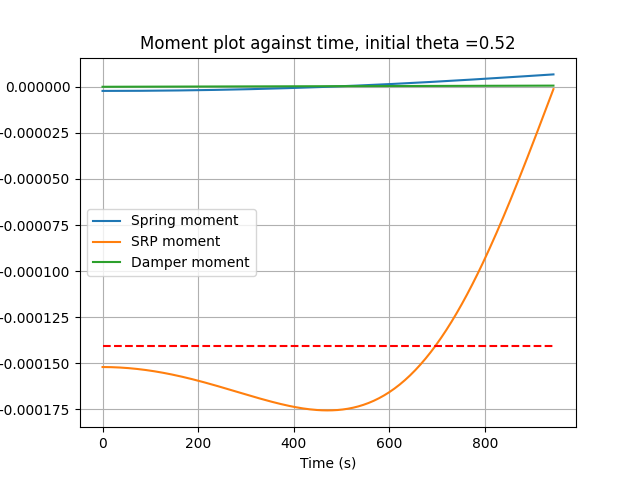 Moment plot against time, initial theta =0.52
0.000000
-0.000025
-0.000050
-0.000075
-0.000100
-0.000125
-0.000150
-0.000175
Spring moment
SRP moment
Damper moment
0 200 400 600 800
Time (s)